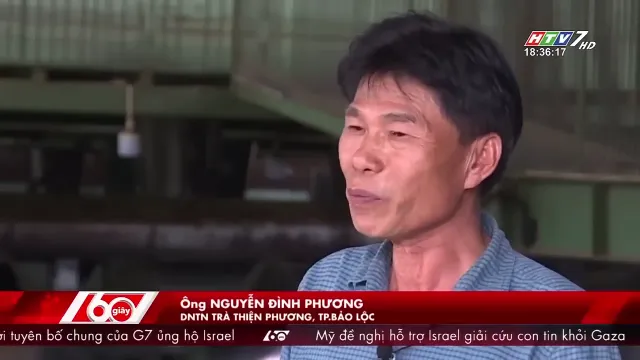 HTV7 HD
18:36:17
60 giây
Ông NGUYỄN ĐÌNH PHƯƠNG
DNTN TRÀ THIỆN PHƯƠNG, TP.BẢO LỘC
tuyên bố chung của G7 ủng hộ Israel 60 Mỹ đề nghị hỗ trợ Israel giải cứu con tin khỏi Gaza